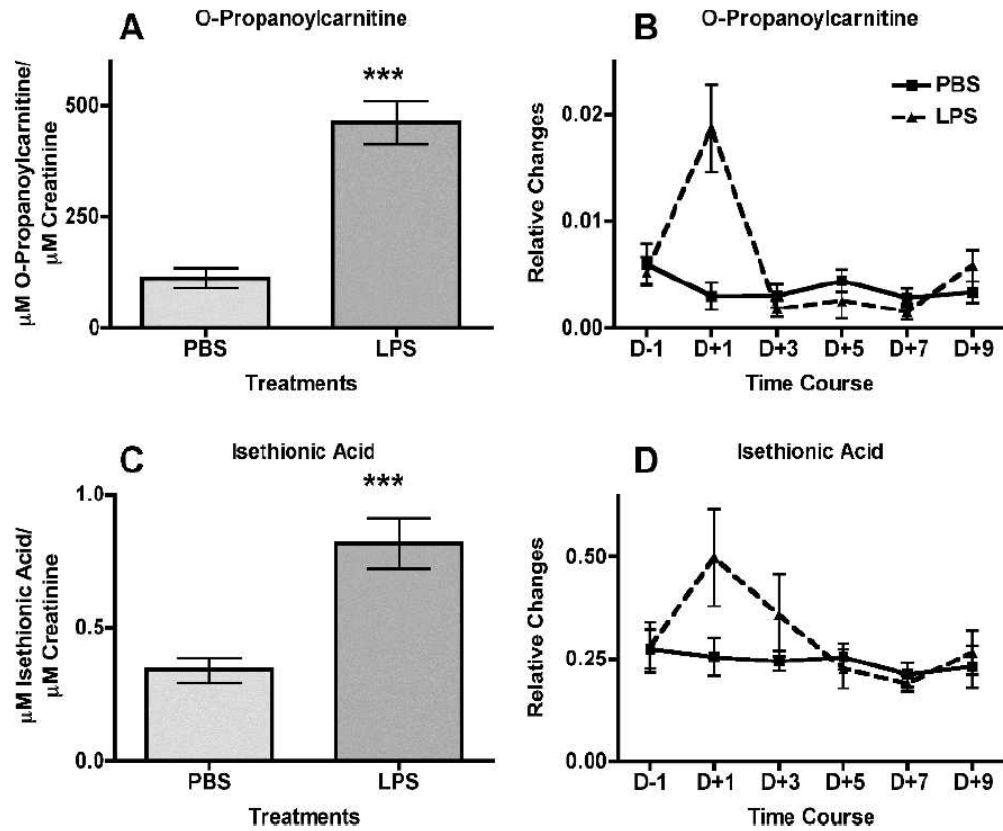 A
O-Propanoylcarnitine
μM O-Propanoylcarnitine/
μM Creatinine
500
250
0
***
PBS
LPS
Treatments
B
O-Propanoylcarnitine
PBS
LPS
Relative Changes
0.02
0.01
0.00
D-1
D+1
D+3
D+5
D+7
D+9
Time Course
C
Isethionic Acid
μM Isethionic Acid/
μM Creatinine
1.0
0.5
0.0
***
PBS
LPS
Treatments
D
Isethionic Acid
Relative Changes
0.50
0.25
0.00
D-1
D+1
D+3
D+5
D+7
D+9
Time Course